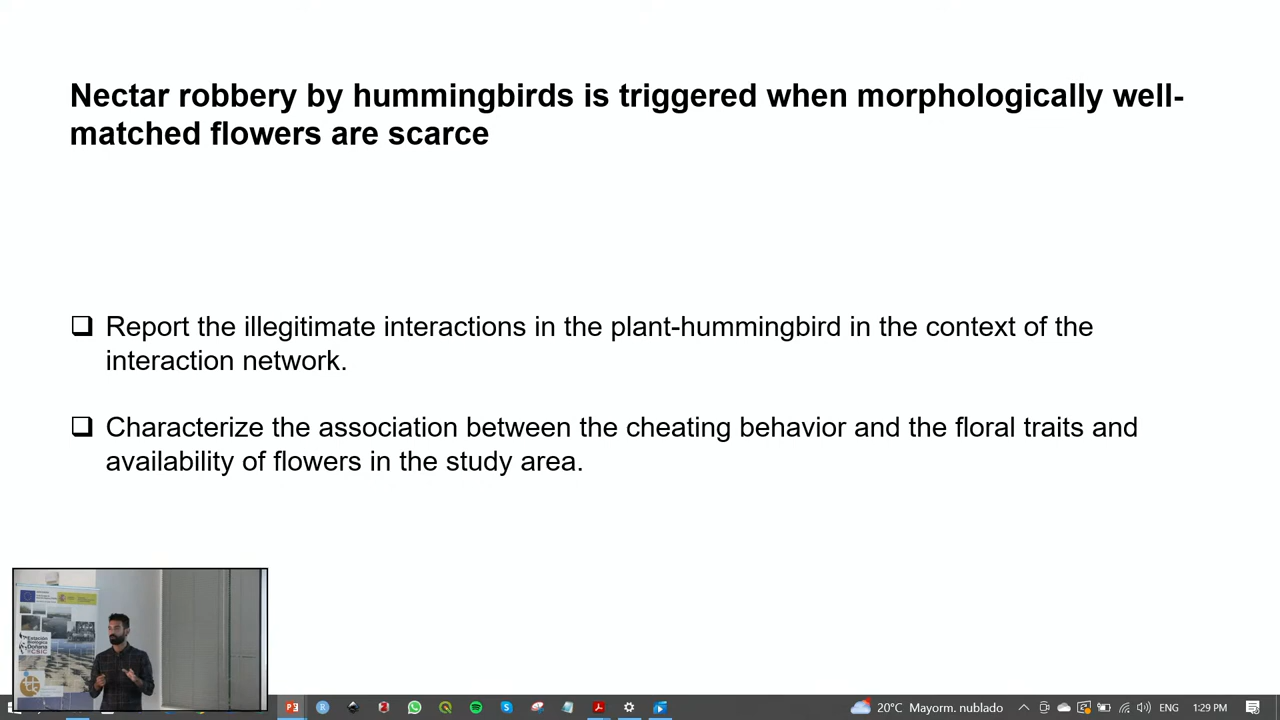 Nectar robbery by hummingbirds is triggered when morphologically well-
matched flowers are scarce
Report the illegitimate interactions in the plant-hummingbird in the context of the
interaction network.
Characterize the association between the cheating behavior and the floral traits and
availability of flowers in the study area.
20°C Mayorm. nublado
ENG
1:29 PM